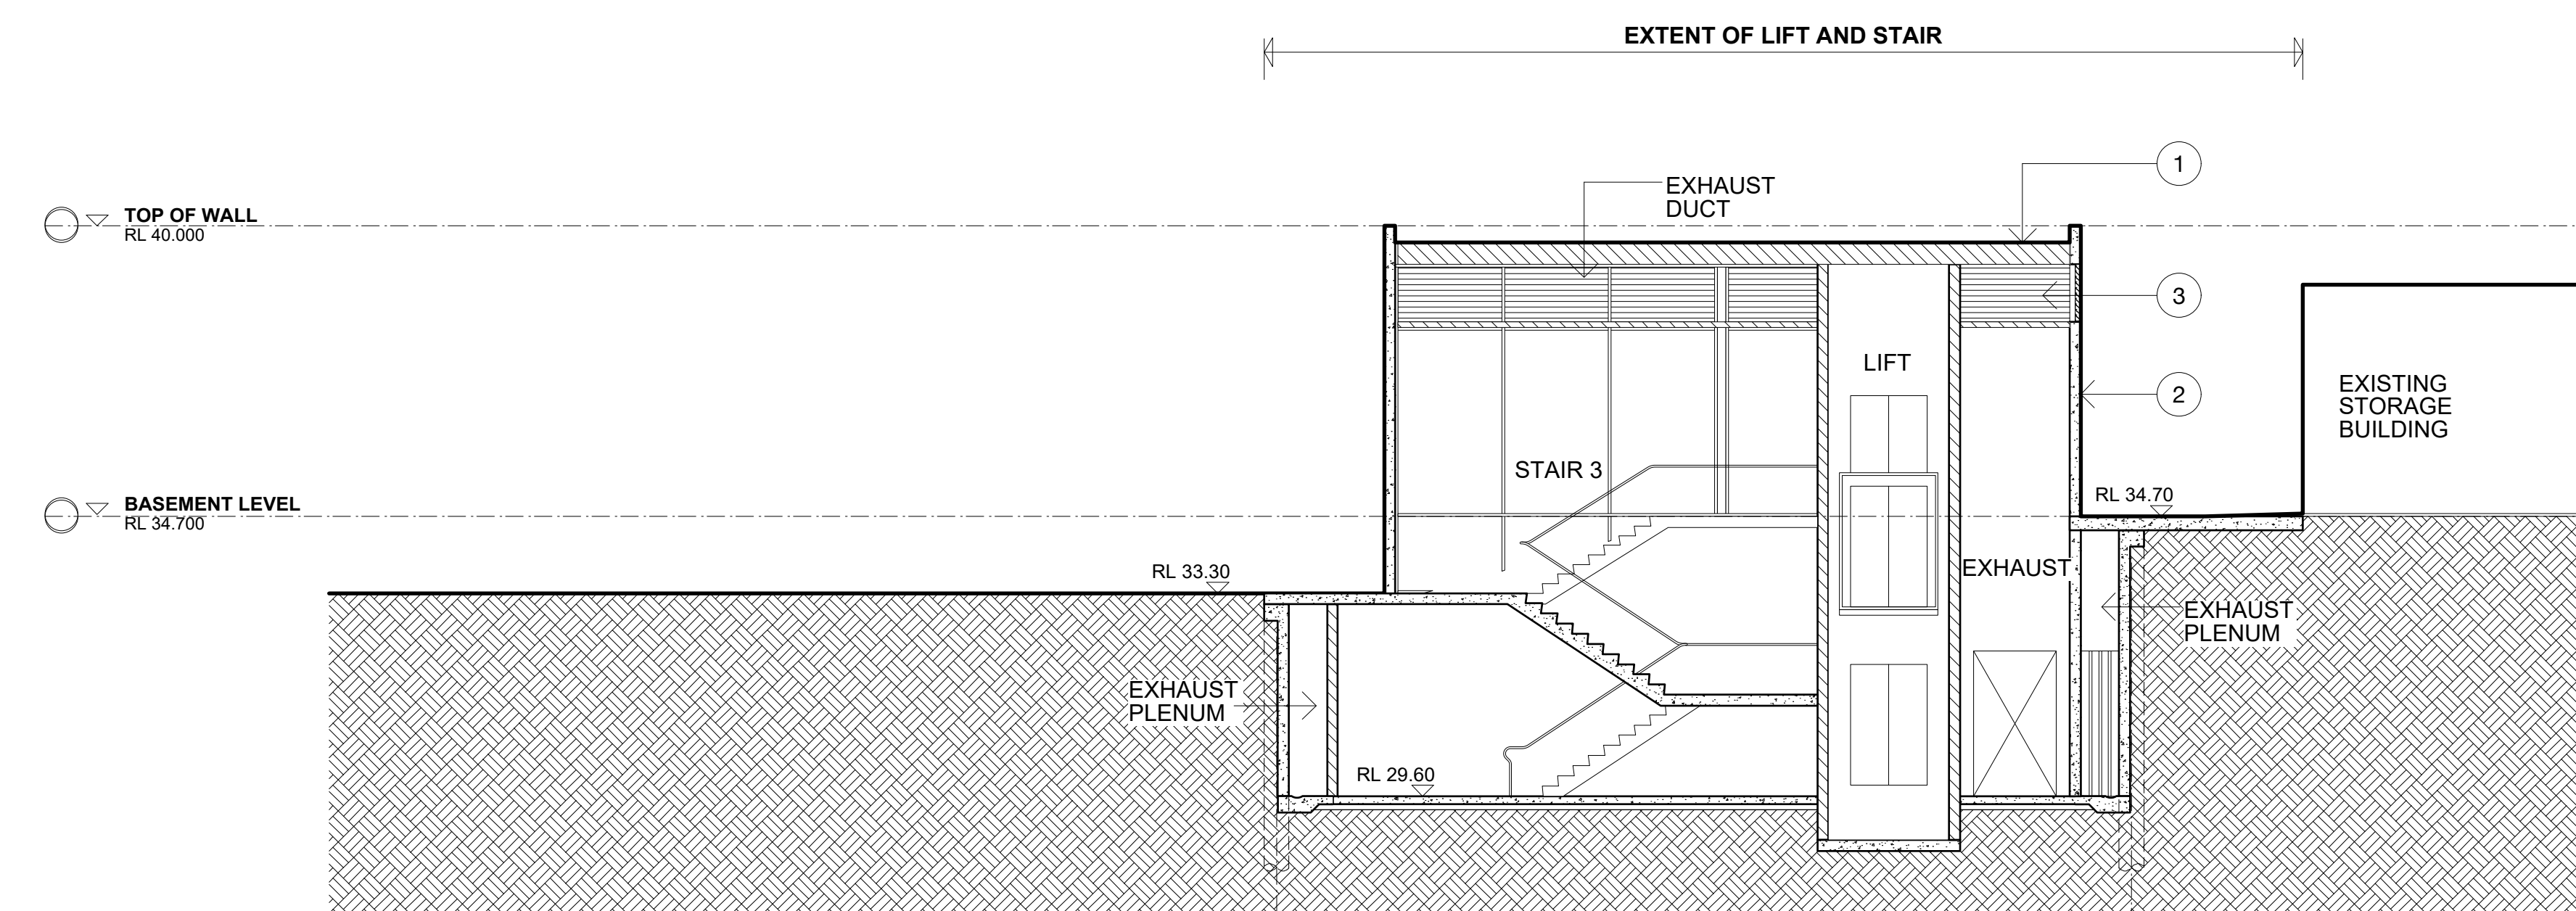 EXTENT OF LIFT AND STAIR
1
EXHAUST
DUCT
TOP OF WALL
RL 40.000
3
LIFT
2
EXISTING
STORAGE
BUILDING
STAIR 3
BASEMENT LEVEL
RL 34.700
RL 34.70
RL 33.30
EXHAUST
EXHAUST
PLENUM
EXHAUST
PLENUM
RL 29.60